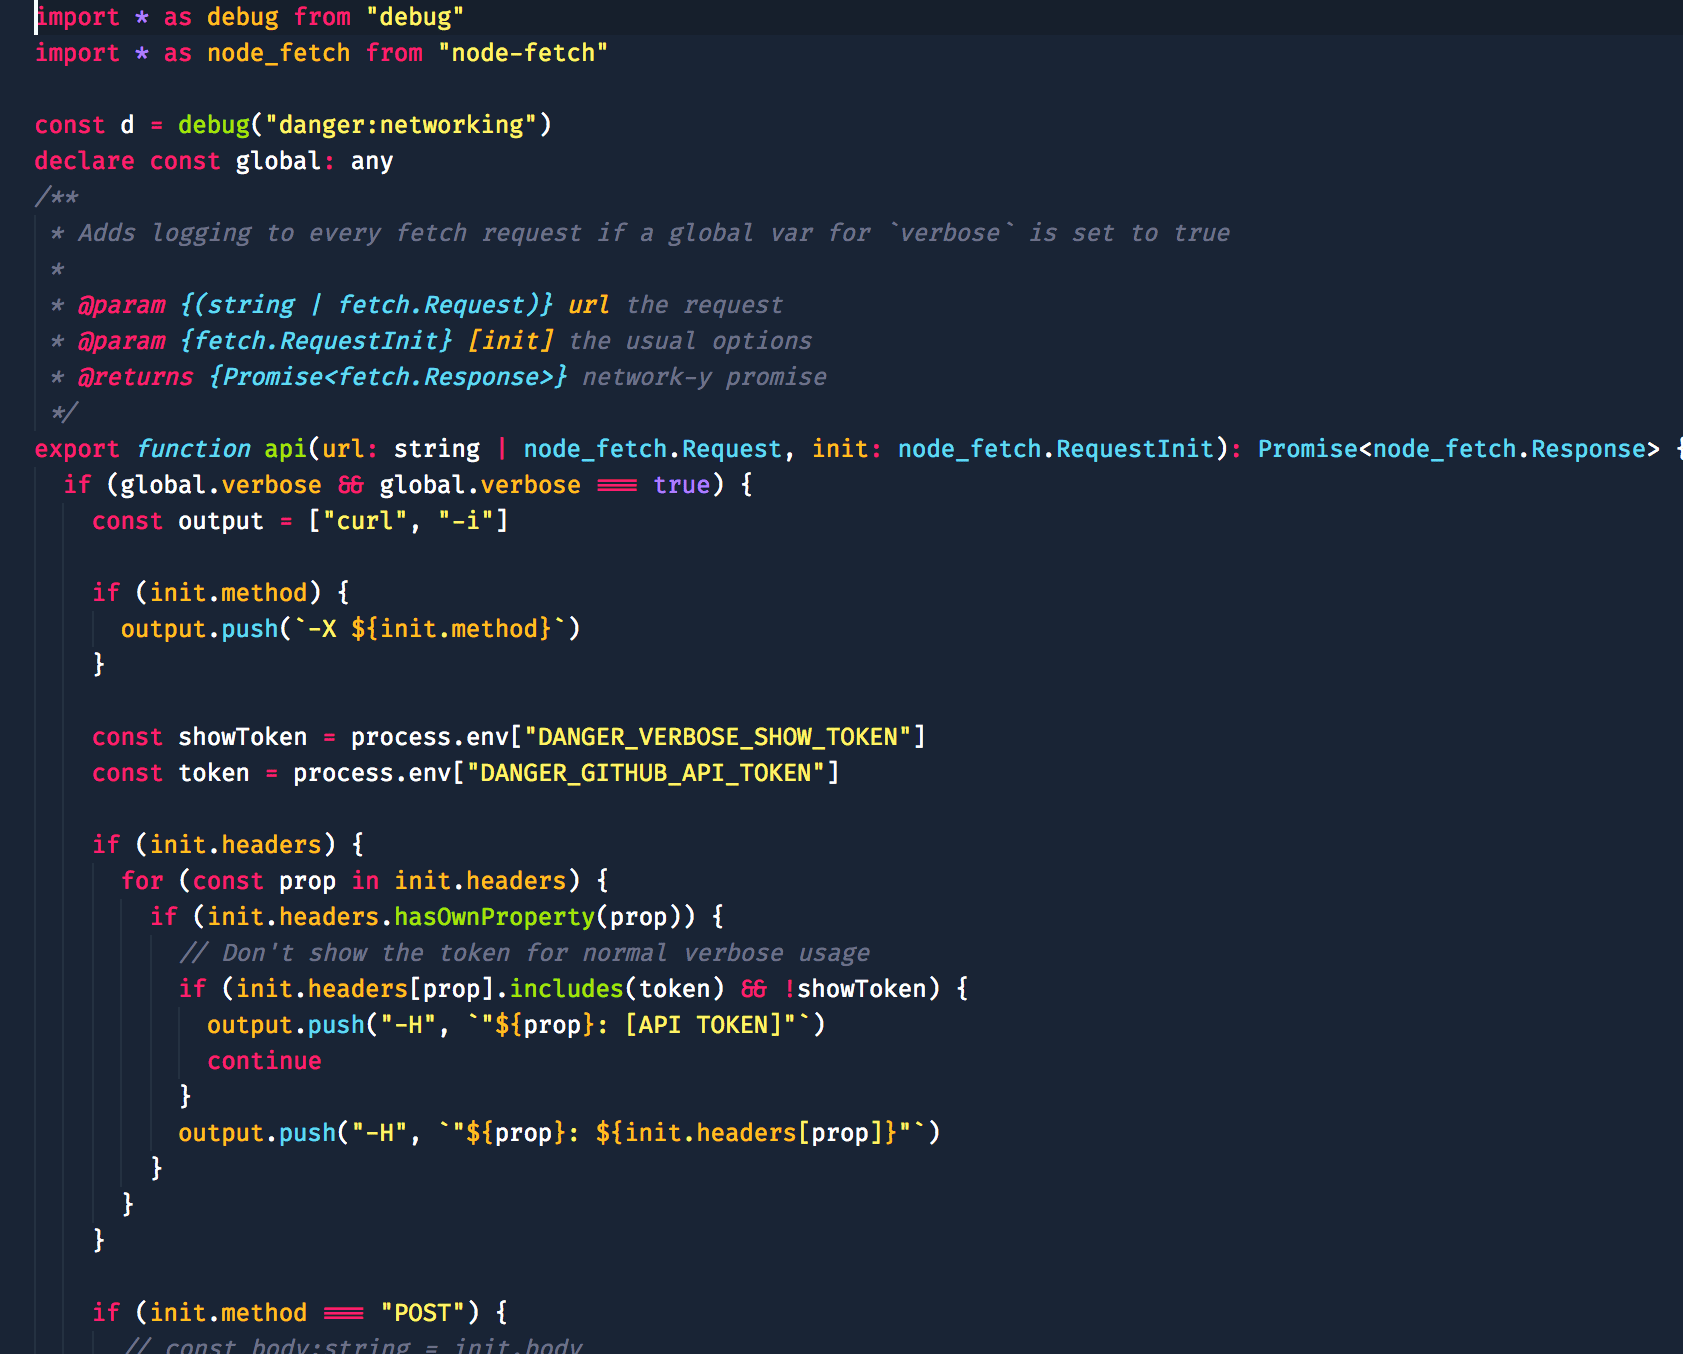 import * as debug from "debug"
import * as node_fetch from "node-fetch"
const d = debug("danger:networking")
declare const global: any
/**
* Adds logging to every fetch request if a global var for `verbose` is set to true
*
* @param {(string | fetch.Request)} url the request
* @param {fetch.RequestInit} [init] the usual options
* @returns {Promise<fetch.Response>} network-y promise
*/
export function api(url: string | node_fetch.Request, init: node_fetch.RequestInit): Promise<node_fetch.Response> {
if (global.verbose && global.verbose === true) {
const output = ["curl", "-i"]
if (init.method) {
output.push(`-X ${init.method}`)
}
const showToken = process.env["DANGER_VERBOSE_SHOW_TOKEN"]
const token = process.env["DANGER_GITHUB_API_TOKEN"]
if (init.headers) {
for (const prop in init.headers) {
if (init.headers.hasOwnProperty(prop)) {
// Don't show the token for normal verbose usage
if (init.headers[prop].includes(token) && !showToken) {
output.push("-H", `"${prop}: [API TOKEN]"`)
continue
}
output.push("-H", `"${prop}: ${init.headers[prop]}"`)
}
}
}
if (init.method === "POST") {
// const body:string = init.body